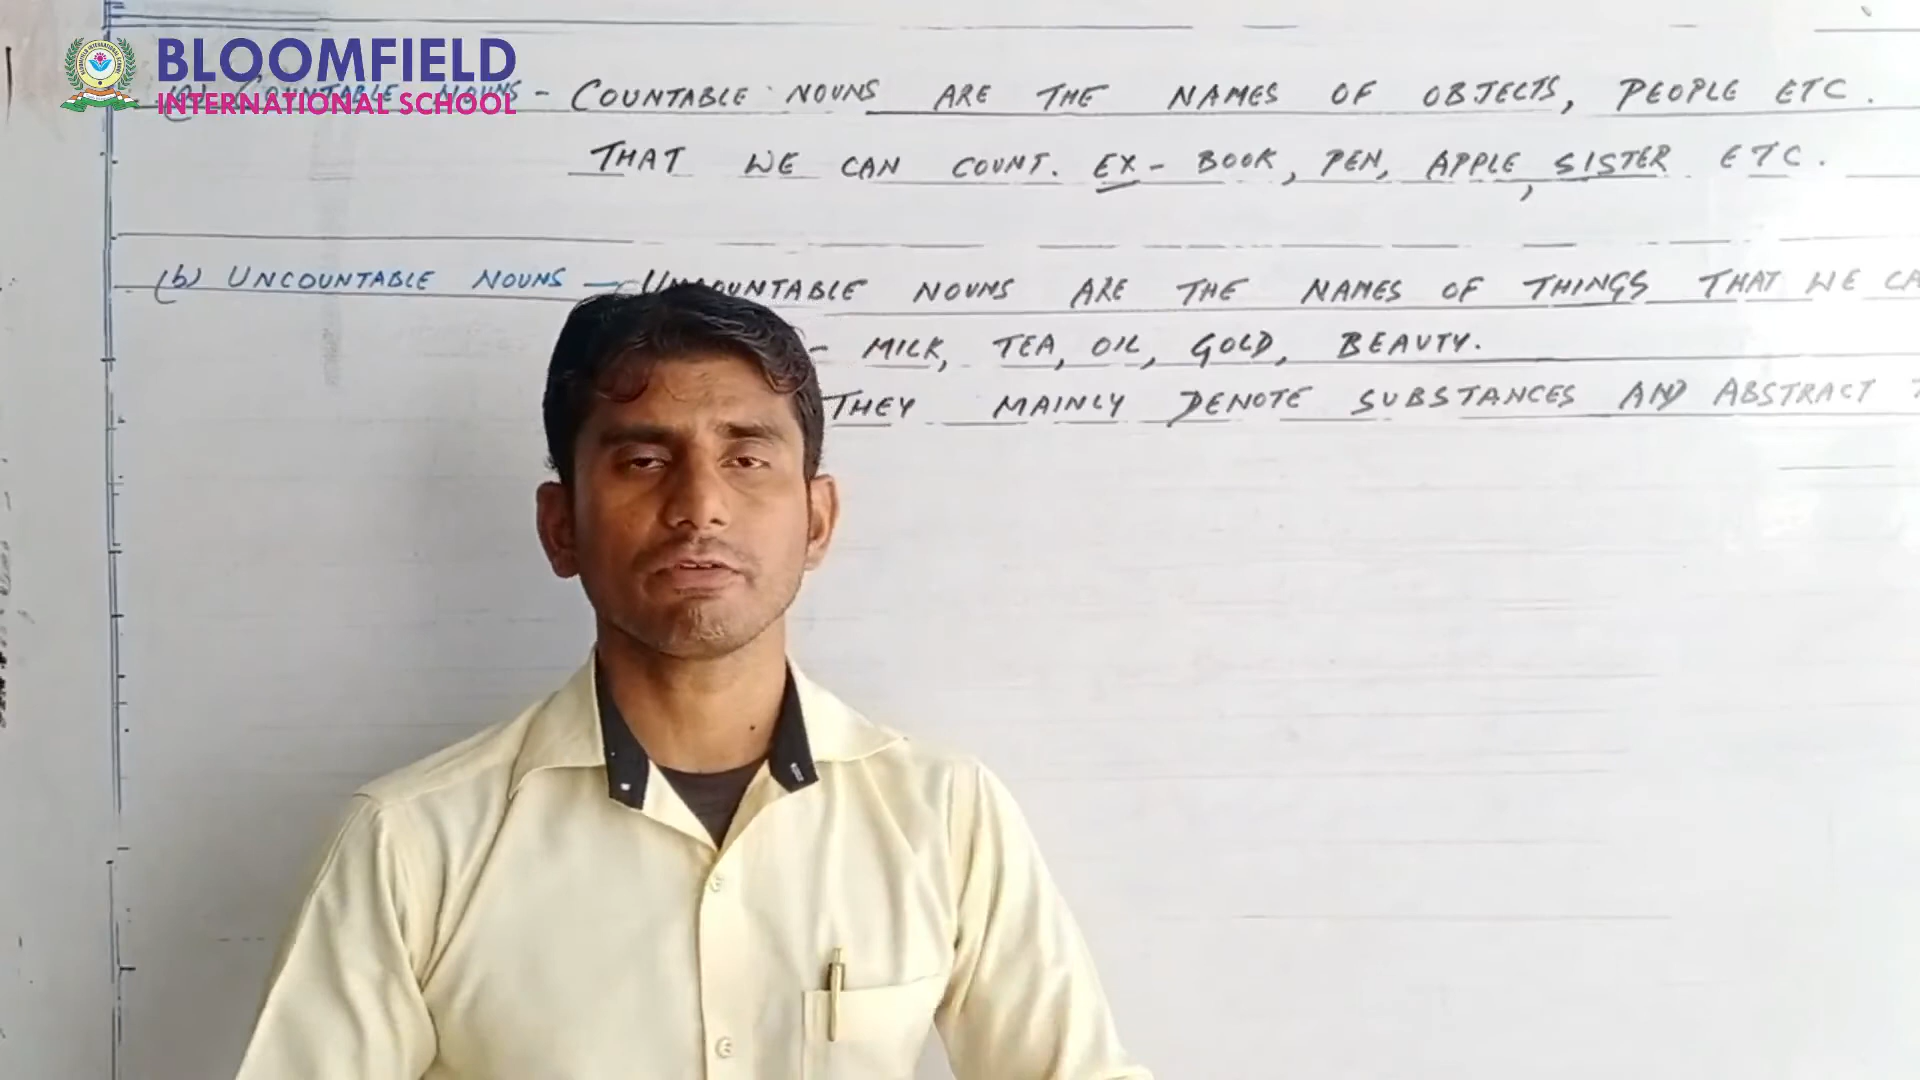 BLOOMFIELD
INTERNATIONAL SCHOOL
(a) COUNTABLE NOUNS - COUNTABLE NOUNS ARE THE NAMES OF OBJECTS, PEOPLE ETC.
THAT WE CAN COUNT. EX - BOOK, PEN, APPLE, SISTER ETC.
(b) UNCOUNTABLE NOUNS - UNCOUNTABLE NOUNS ARE THE NAMES OF THINGS THAT WE
- MILK, TEA, OIL, GOLD, BEAUTY.
THEY MAINLY DENOTE SUBSTANCES AND ABSTRACT